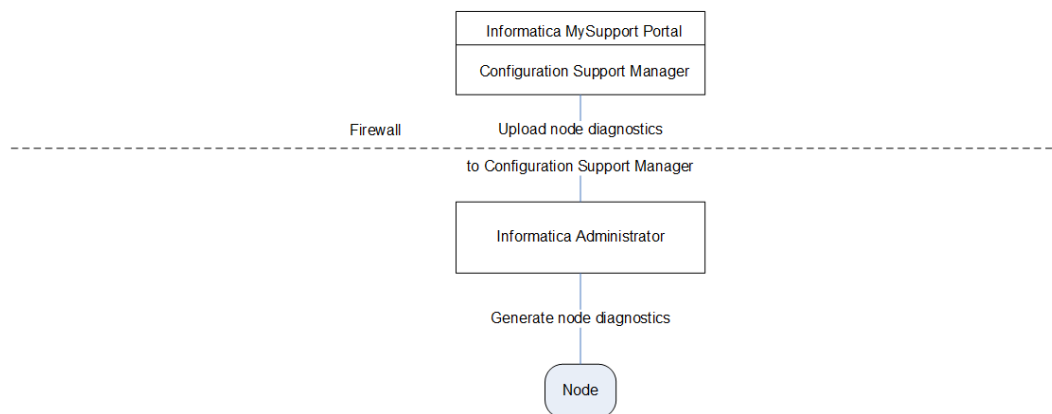 Informatica MySupport Portal
Configuration Support Manager
Firewall
Upload node diagnostics
to Configuration Support Manager
Informatica Administrator
Generate node diagnostics
Node